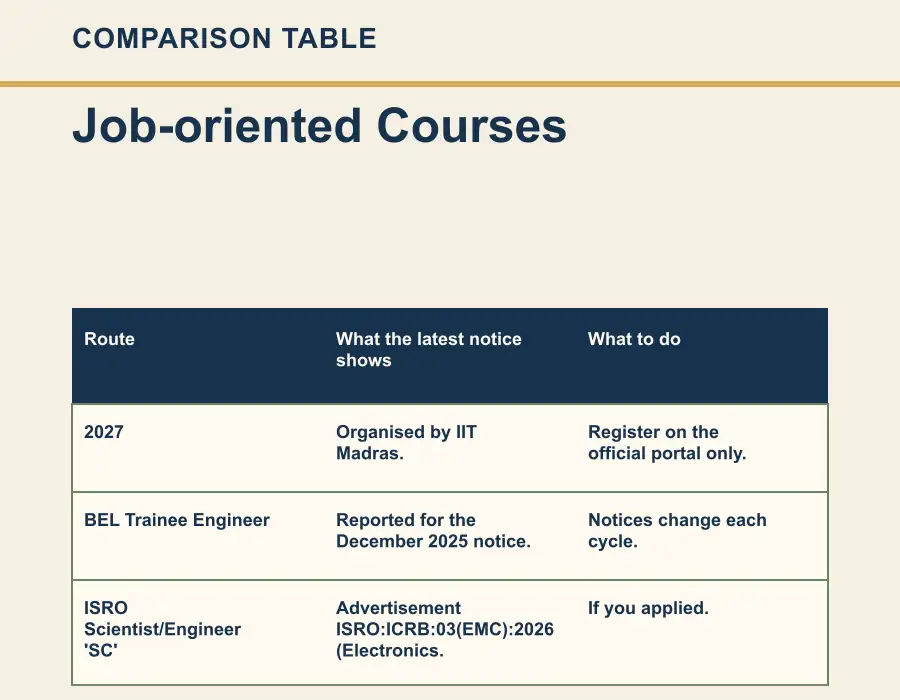 COMPARISON TABLE
Job-oriented Courses
Route
What the latest notice
shows
What to do
2027
Organised by IIT
Madras.
Register on the
official portal only.
BEL Trainee Engineer
Reported for the
December 2025 notice.
Notices change each
cycle.
ISRO
Scientist/Engineer
'SC'
Advertisement
ISRO:ICRB:03(EMC):2026
(Electronics.
If you applied.